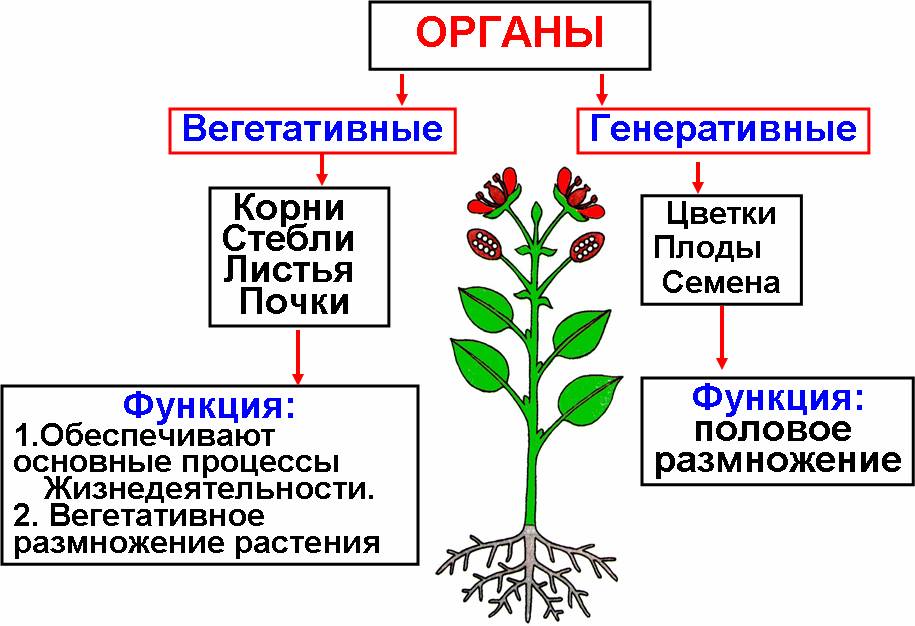 ОРГАНЫ
Вегетативные
Генеративные
Корни
Стебли
Листья
Почки
Цветки
Плоды
Семена
Функция:
1.Обеспечивают
основные процессы
Жизнедеятельности.
2. Вегетативное
размножение растения
Функция:
половое
размножение